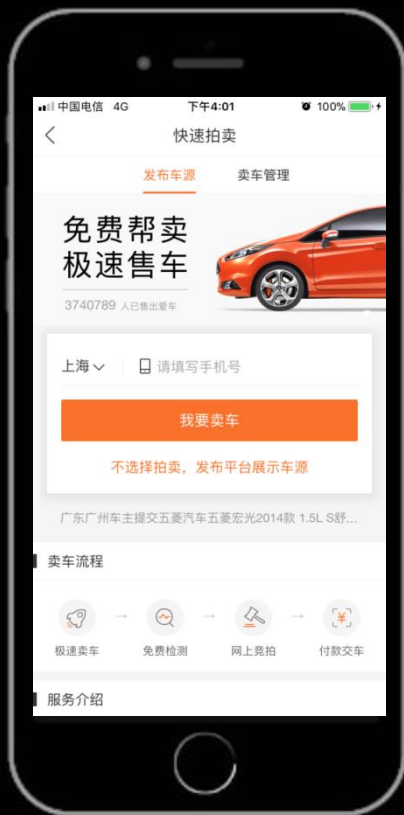 中国电信 4G 下午4:01 100%
快速拍卖
发布车源 卖车管理
免费帮卖
极速售车
3740789 人已售出爱车
上海 请填写手机号
我要卖车
不选择拍卖，发布平台展示车源
广东广州车主提交五菱汽车五菱宏光2014款 1.5L S舒...
卖车流程
极速卖车 免费检测 网上竞拍 付款交车
服务介绍